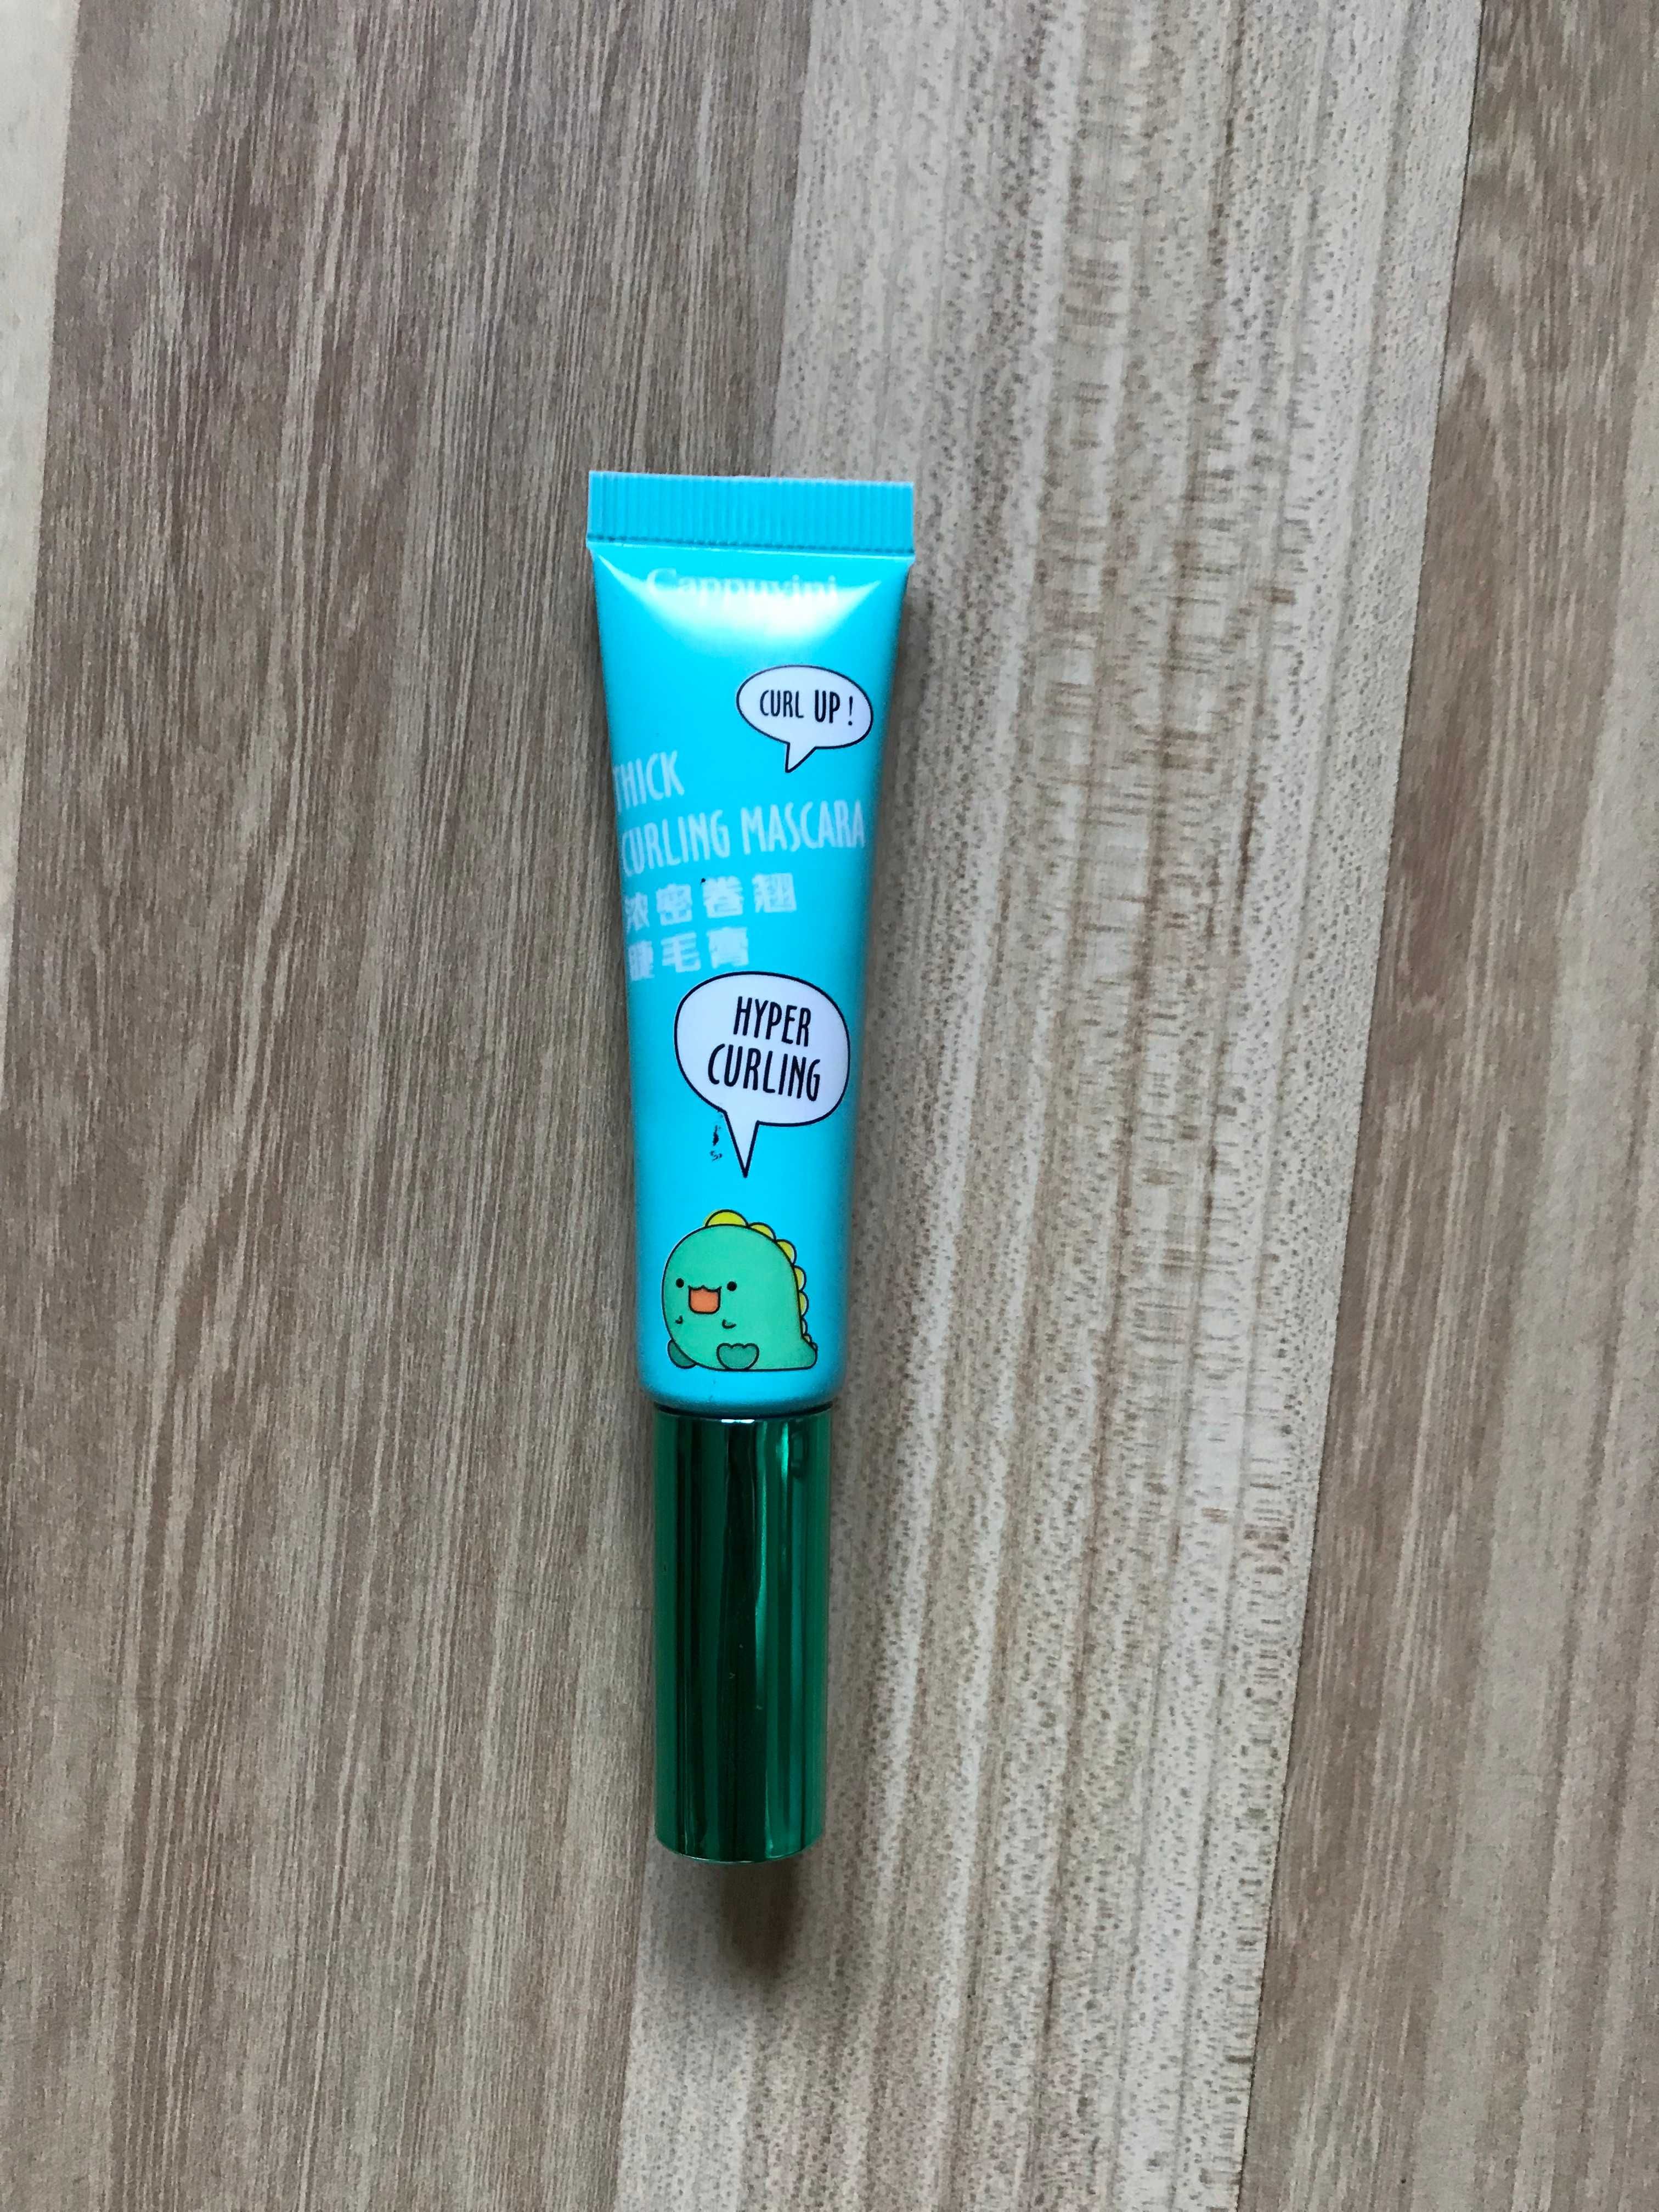 Cappuvini
CURL UP !
THICK
CURLING MASCARA
浓密卷翘
睫毛膏
HYPER
CURLING